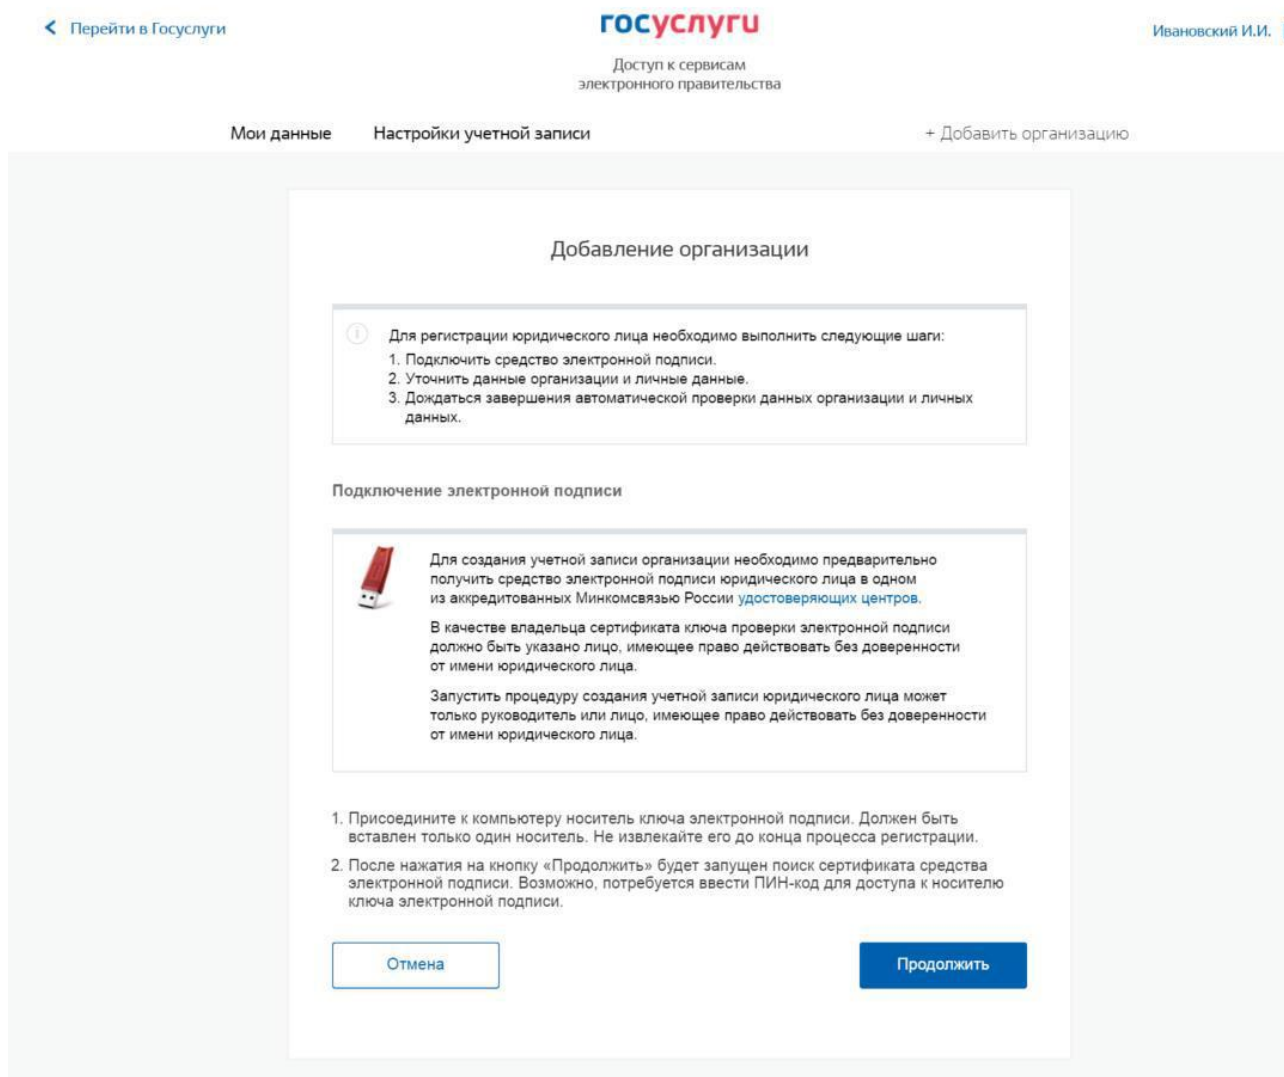 Перейти в Госуслуги
госуслуги
Ивановский И.И.
Доступ к сервисам
электронного правительства
Мои данные
Настройки учетной записи
+ Добавить организацию
Добавление организации
Для регистрации юридического лица необходимо выполнить следующие шаги:
1. Подключить средство электронной подписи.
2. Уточнить данные организации и личные данные.
3. Дождаться завершения автоматической проверки данных организации и личных
данных.
Подключение электронной подписи
Для создания учетной записи организации необходимо предварительно
получить средство электронной подписи юридического лица в одном
из аккредитованных Минкомсвязью России удостоверяющих центров.
В качестве владельца сертификата ключа проверки электронной подписи
должно быть указано лицо, имеющее право действовать без доверенности
от имени юридического лица.
Запустить процедуру создания учетной записи юридического лица может
только руководитель или лицо, имеющее право действовать без доверенности
от имени юридического лица.
1. Присоедините к компьютеру носитель ключа электронной подписи. Должен быть
вставлен только один носитель. Не извлекайте его до конца процесса регистрации.
2. После нажатия на кнопку «Продолжить» будет запущен поиск сертификата средства
электронной подписи. Возможно, потребуется ввести ПИН-код для доступа к носителю
ключа электронной подписи.
Отмена
Продолжить